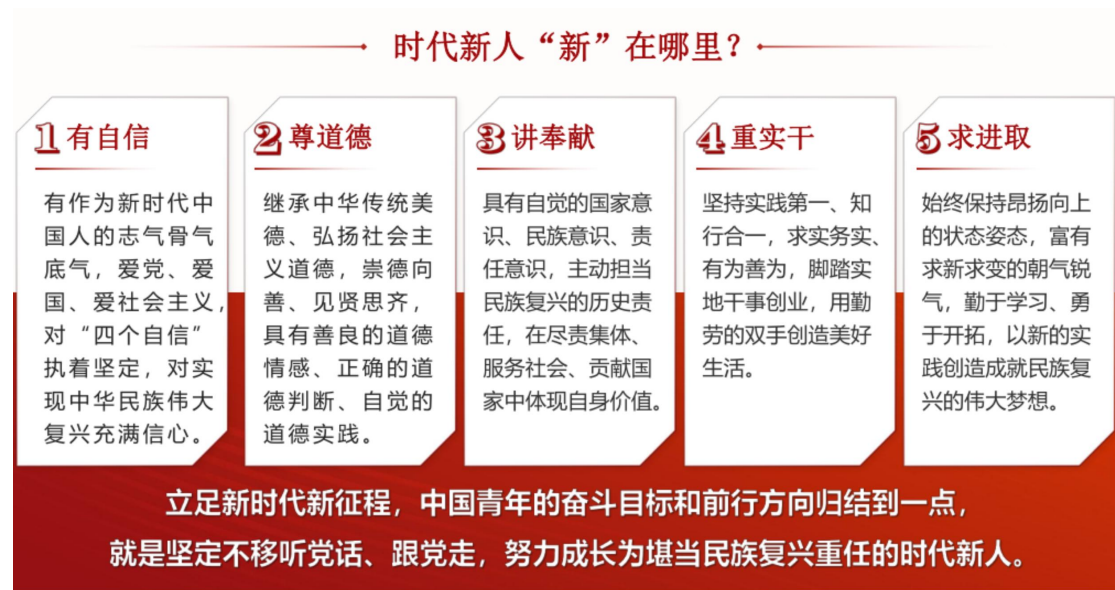 时代新人“新”在哪里？
1 有自信
有作为新时代中
国人的志气骨气
底气，爱党、爱
国、爱社会主义，
对“四个自信”
执着坚定，对实
现中华民族伟大
复兴充满信心。
2 尊道德
继承中华传统美
德、弘扬社会主
义道德，崇德向
善、见贤思齐，
具有善良的道德
情感、正确的道
德判断、自觉的
道德实践。
3 讲奉献
具有自觉的国家意
识、民族意识、责
任意识，主动担当
民族复兴的历史责
任，在尽责集体、
服务社会、贡献国
家中体现自身价值。
4 重实干
坚持实践第一、知
行合一，求实务实、
有为善为，脚踏实
地干事创业，用勤
劳的双手创造美好
生活。
5 求进取
始终保持昂扬向上
的状态姿态，富有
求新求变的朝气锐
气，勤于学习、勇
于开拓，以新的实
践创造成就民族复
兴的伟大梦想。
立足新时代新征程，中国青年的奋斗目标和前行方向归结到一点，
就是坚定不移听党话、跟党走，努力成长为堪当民族复兴重任的时代新人。